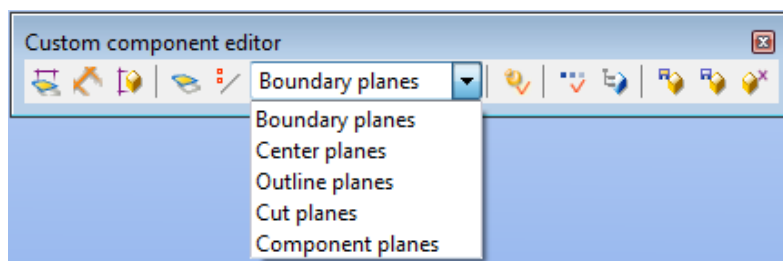 Custom component editor
Boundary planes
Boundary planes
Center planes
Outline planes
Cut planes
Component planes